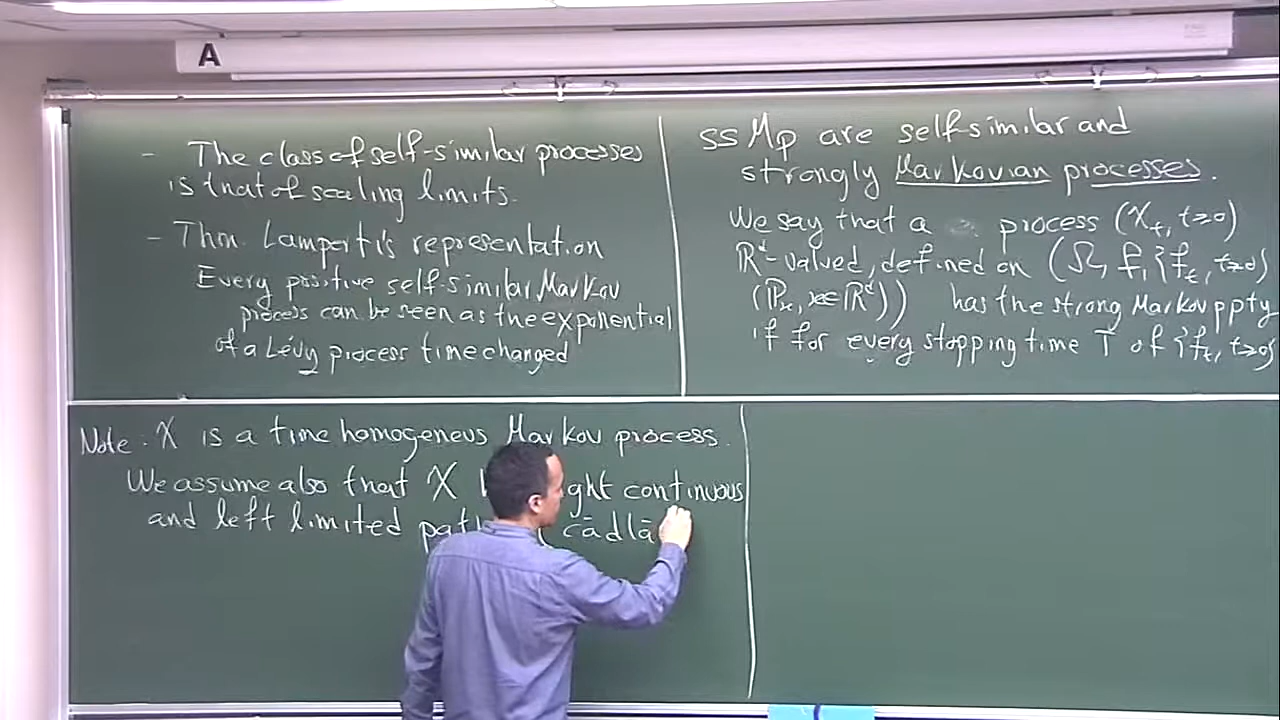 A
- The class of self-similar processes
is that of scaling limits.
- Thm. Lamperti's representation
Every positive self-similar Markov
process can be seen as the exponential
of a Lévy process time changed
ssMp are self-similar and
strongly Markovian processes.
We say that a process (X_t, t≥0)
ℝ^d-valued, defined on (Ω, F, {F_t, t≥0}
(ℙ_x, x∈ℝ^d)) has the strong Markov ppty
if for every stopping time T of {F_t, t≥0}
Note. X is a time homogeneus Markov process.
We assume also that X continuous
and left limited cādlā